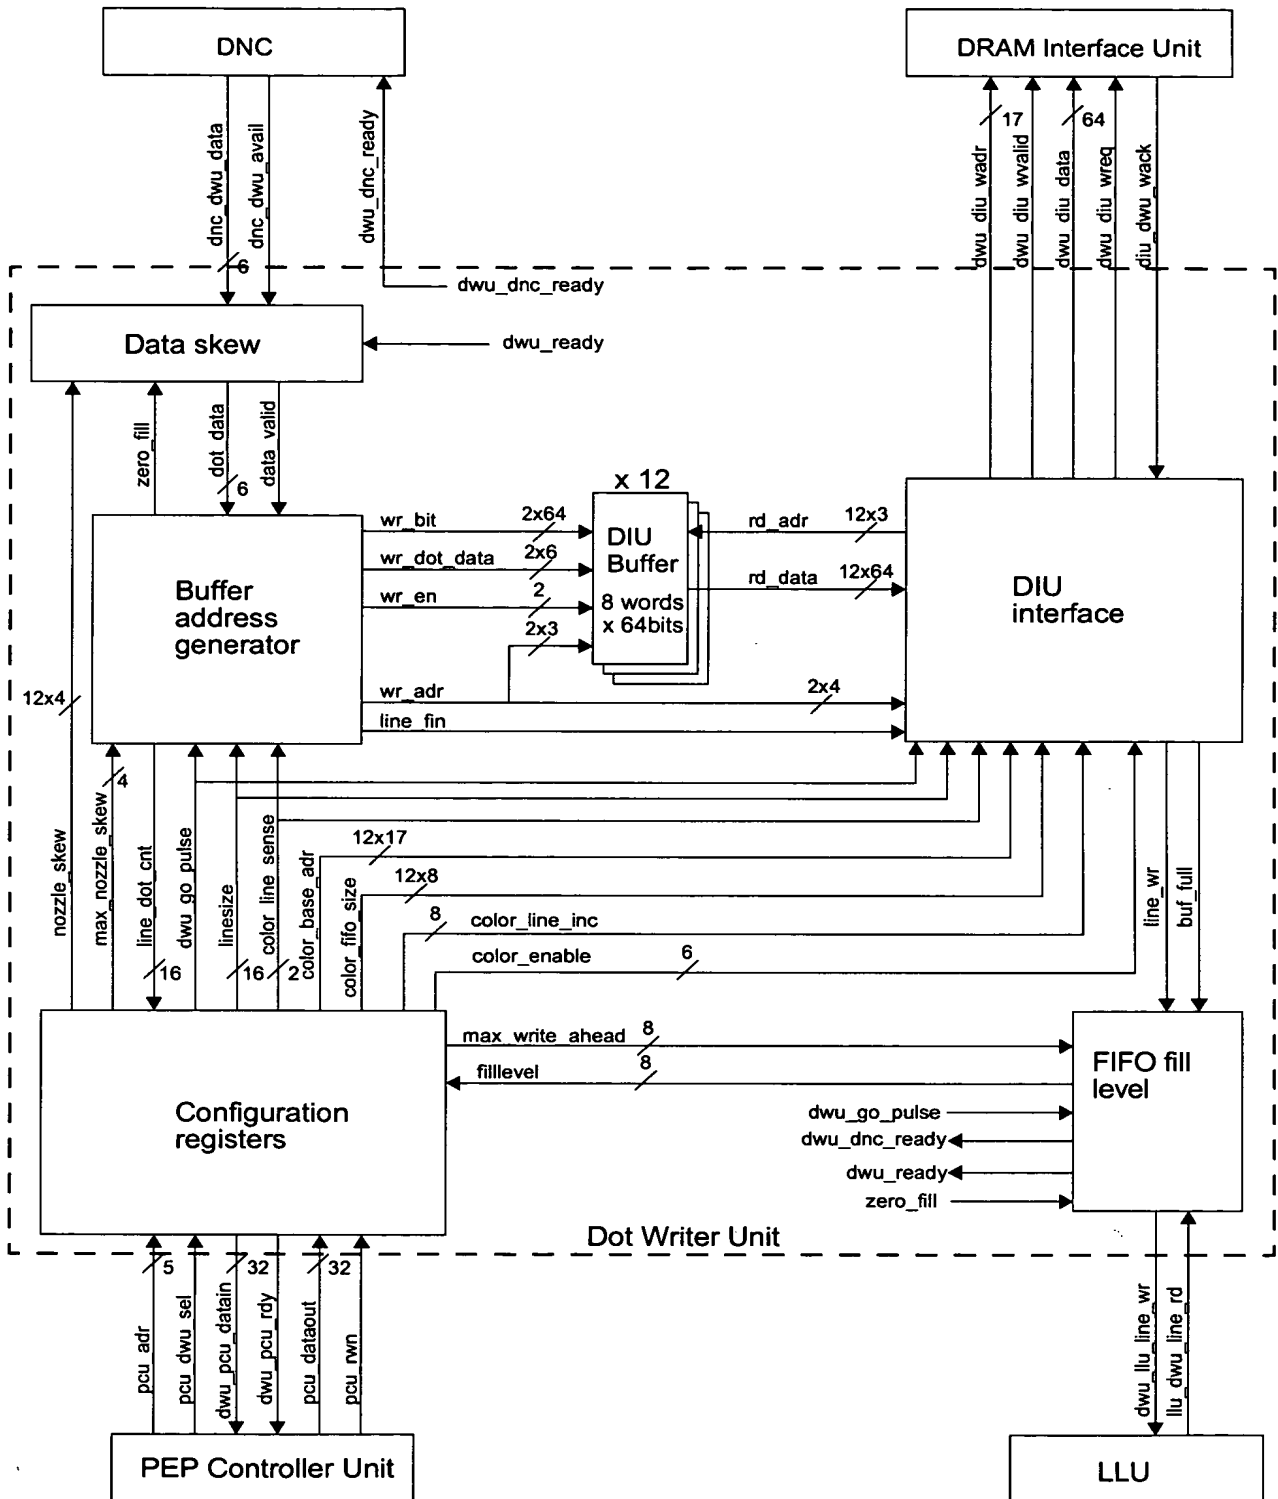 DNC
DRAM Interface Unit
dnc_dwu_data
dnc_dwu_avail
dwu_dnc_ready
6
dwu_dnc_ready
17
64
dwu_diu_wadr
dwu_diu_wvalid
dwu_diu_data
dwu_diu_wreq
diu_dwu_wack
Data skew
dwu_ready
zero_fill
dot_data
data_valid
6
x 12
Buffer
address
generator
wr_bit
2x64
wr_dot_data
2x6
wr_en
2
2x3
DIU
Buffer
8 words
x 64bits
rd_adr
12x3
rd_data
12x64
DIU
interface
wr_adr
2x4
line_fin
12x4
4
nozzle_skew
max_nozzle_skew
line_dot_cnt
16
dwu_go_pulse
linesize
16
color_line_sense
2
color_base_adr
color_fifo_size
12x17
12x8
8
color_line_inc
color_enable
6
line_wr
buf_full
Configuration
registers
max_write_ahead
8
filllevel
8
FIFO fill
level
dwu_go_pulse
dwu_dnc_ready
dwu_ready
zero_fill
Dot Writer Unit
5
32
32
pcu_adr
pcu_dwu_sel
dwu_pcu_datain
dwu_pcu_rdy
pcu_dataout
pcu_rwn
dwu_llu_line_wr
llu_dwu_line_rd
PEP Controller Unit
LLU